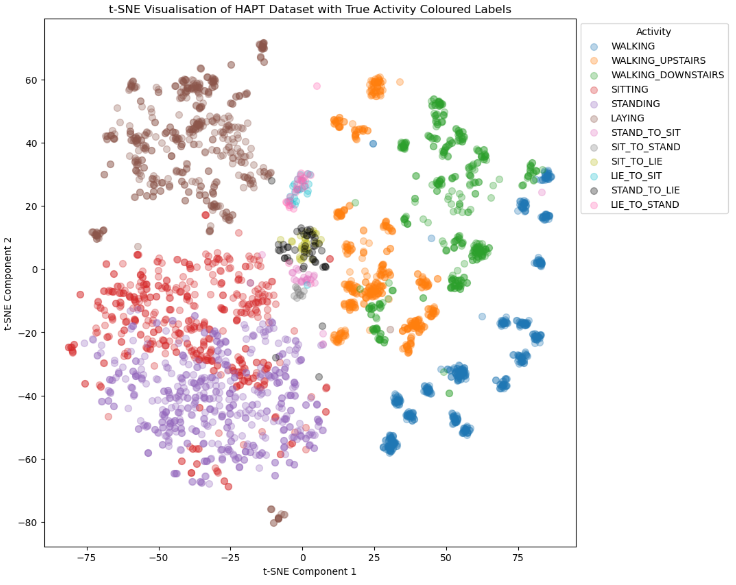 t-SNE Visualisation of HAPT Dataset with True Activity Coloured Labels
Activity
WALKING
WALKING_UPSTAIRS
WALKING_DOWNSTAIRS
SITTING
STANDING
LAYING
STAND_TO_SIT
SIT_TO_STAND
SIT_TO_LIE
LIE_TO_SIT
STAND_TO_LIE
LIE_TO_STAND
t-SNE Component 2
60
40
20
0
−20
−40
−60
−80
−75
−50
−25
0
25
50
75
t-SNE Component 1